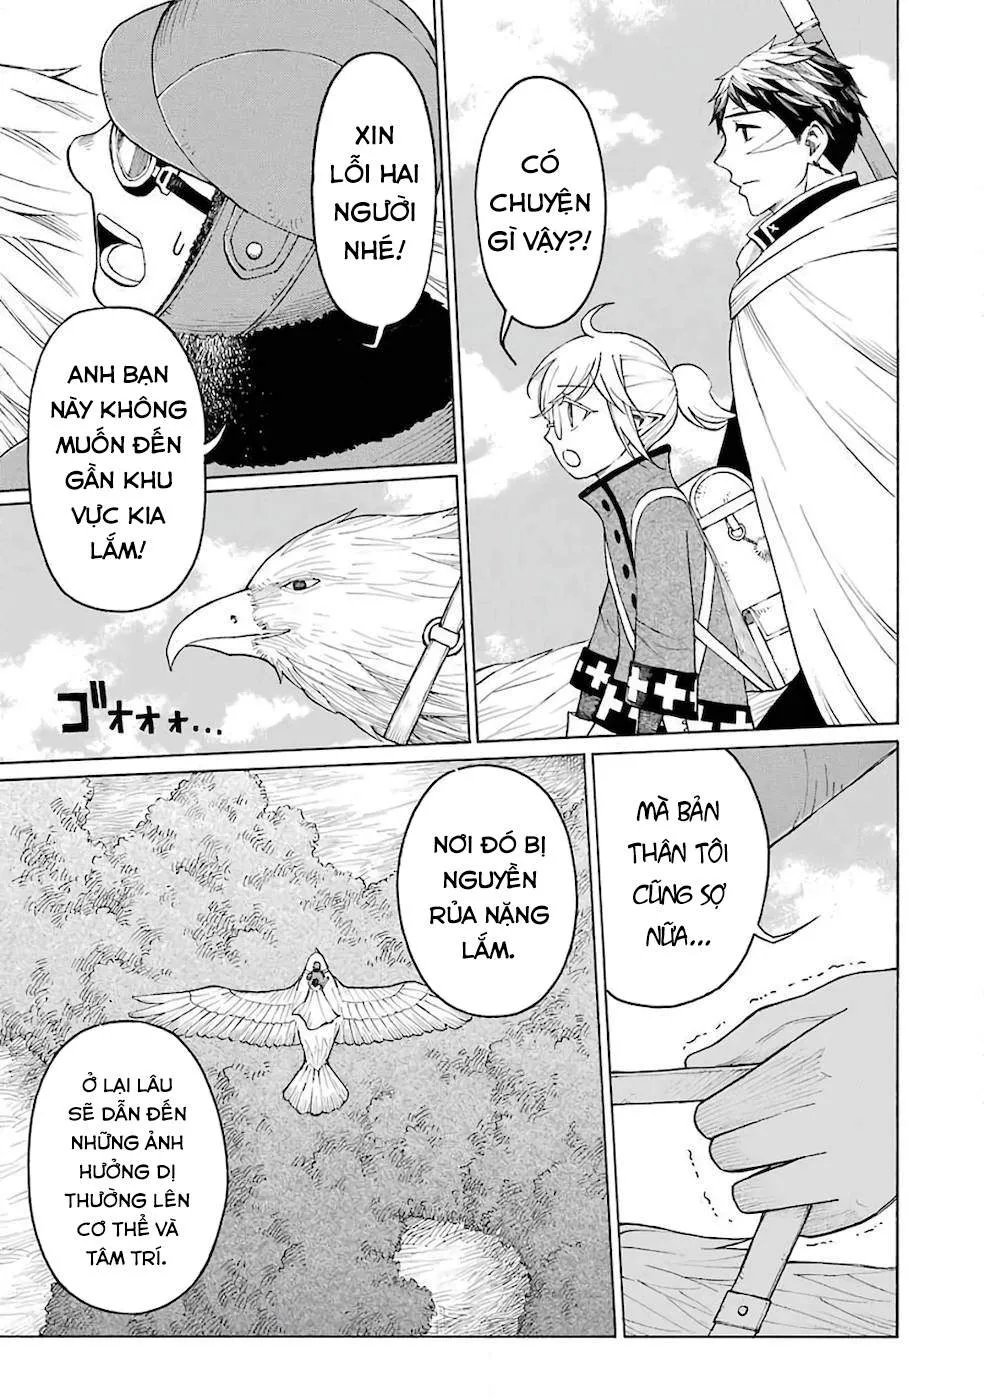 CÓ
CHUYỆN
GÌ VẬY?!
XIN
LỖI HAI
NGƯỜI
NHÉ!
ANH BẠN
NÀY KHÔNG
MUỐN ĐẾN
GẦN KHU
VỰC KIA
LẮM!
ゴォォォ...
MÀ BẢN
THÂN TÔI
CŨNG SỢ
NỮA...
NƠI ĐÓ BỊ
NGUYỀN
RỦA NẶNG
LẮM.
Ở LẠI LÂU
SẼ DẪN ĐẾN
NHỮNG ẢNH
HƯỞNG DỊ
THƯỜNG LÊN
CƠ THỂ VÀ
TÂM TRÍ.